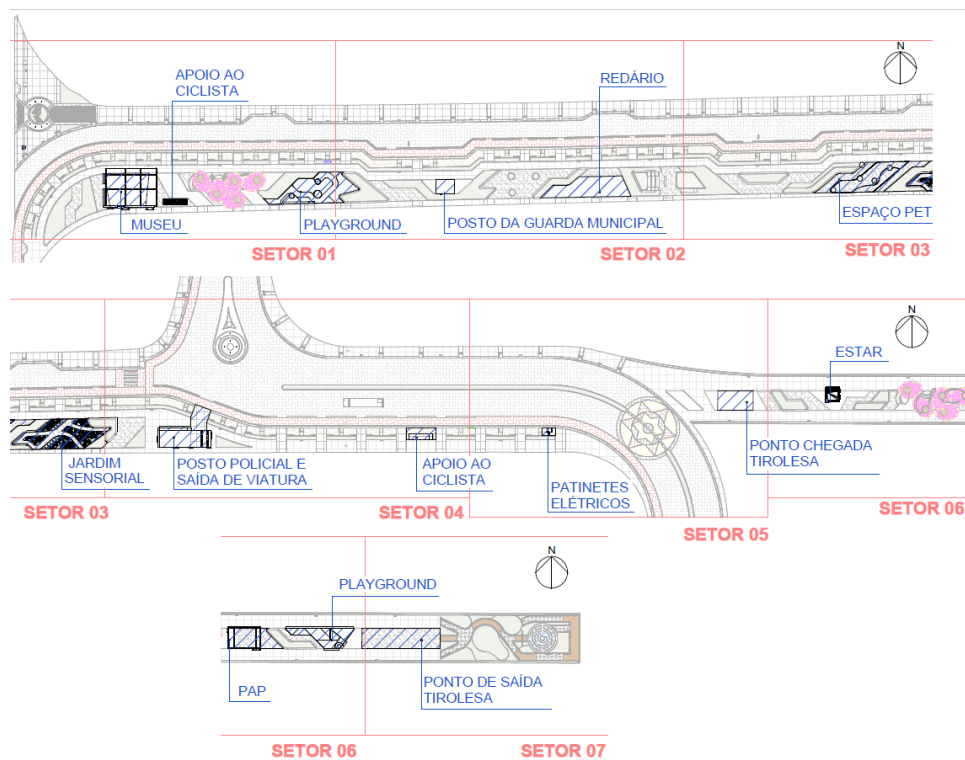 N
APOIO AO
CICLISTA
REDÁRIO
MUSEU
PLAYGROUND
POSTO DA GUARDA MUNICIPAL
ESPAÇO PET
SETOR 01
SETOR 02
SETOR 03
N
ESTAR
JARDIM
SENSORIAL
POSTO POLICIAL E
SAÍDA DE VIATURA
APOIO AO
CICLISTA
PATINETES
ELÉTRICOS
PONTO CHEGADA
TIROLESA
SETOR 03
SETOR 04
SETOR 05
SETOR 06
N
PLAYGROUND
PAP
PONTO DE SAÍDA
TIROLESA
SETOR 06
SETOR 07